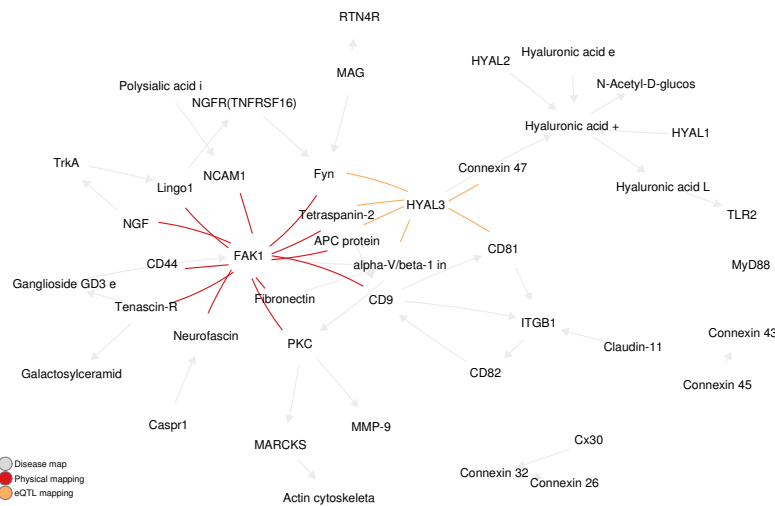 RTN4R
Hyaluronic acid e
HYAL2
MAG
N-Acetyl-D-glucos
Polysialic acid i
NGFR(TNFRSF16)
Hyaluronic acid +
HYAL1
TrkA
Connexin 47
Fyn
NCAM1
Lingo1
Hyaluronic acid L
HYAL3
Tetraspanin-2
TLR2
NGF
APC protein
CD81
FAK1
CD44
alpha-V/beta-1 in
MyD88
Ganglioside GD3 e
Fibronectin
CD9
Tenascin-R
ITGB1
Connexin 43
Neurofascin
PKC
Claudin-11
Galactosylceramid
CD82
Connexin 45
Caspr1
MMP-9
MARCKS
Cx30
Disease map
Connexin 32
Physical mapping
Connexin 26
eQTL mapping
Actin cytoskeleta